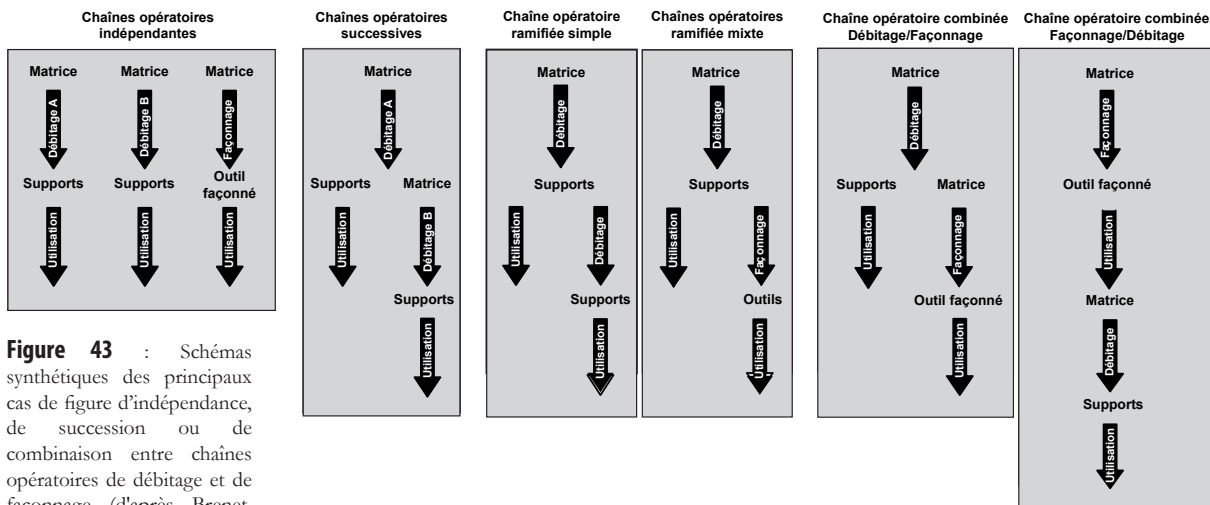 Chaînes opératoires
indépendantes
Matrice Matrice Matrice
Débitage A Débitage B Façonnage
Supports Supports Outil
façonné
Utilisation Utilisation Utilisation
Chaînes opératoires
successives
Matrice
Débitage A
Supports Matrice
Utilisation Débitage B
Supports
Utilisation
Chaîne opératoire
ramifiée simple
Matrice
Débitage
Supports
Utilisation Débitage
Supports
Utilisation
Chaînes opératoires
ramifiée mixte
Matrice
Débitage
Supports
Utilisation Façonnage
Outils
Utilisation
Chaîne opératoire combinée
Débitage/Façonnage
Matrice
Débitage
Supports Matrice
Utilisation Façonnage
Outil façonné
Utilisation
Chaîne opératoire combinée
Façonnage/Débitage
Matrice
Façonnage
Outil façonné
Utilisation
Matrice
Débitage
Supports
Utilisation
Figure 43 : Schémas
synthétiques des principaux
cas de figure d'indépendance,
de succession ou de
combinaison entre chaînes
opératoires de débitage et de
façonnage (d'après Brenet,